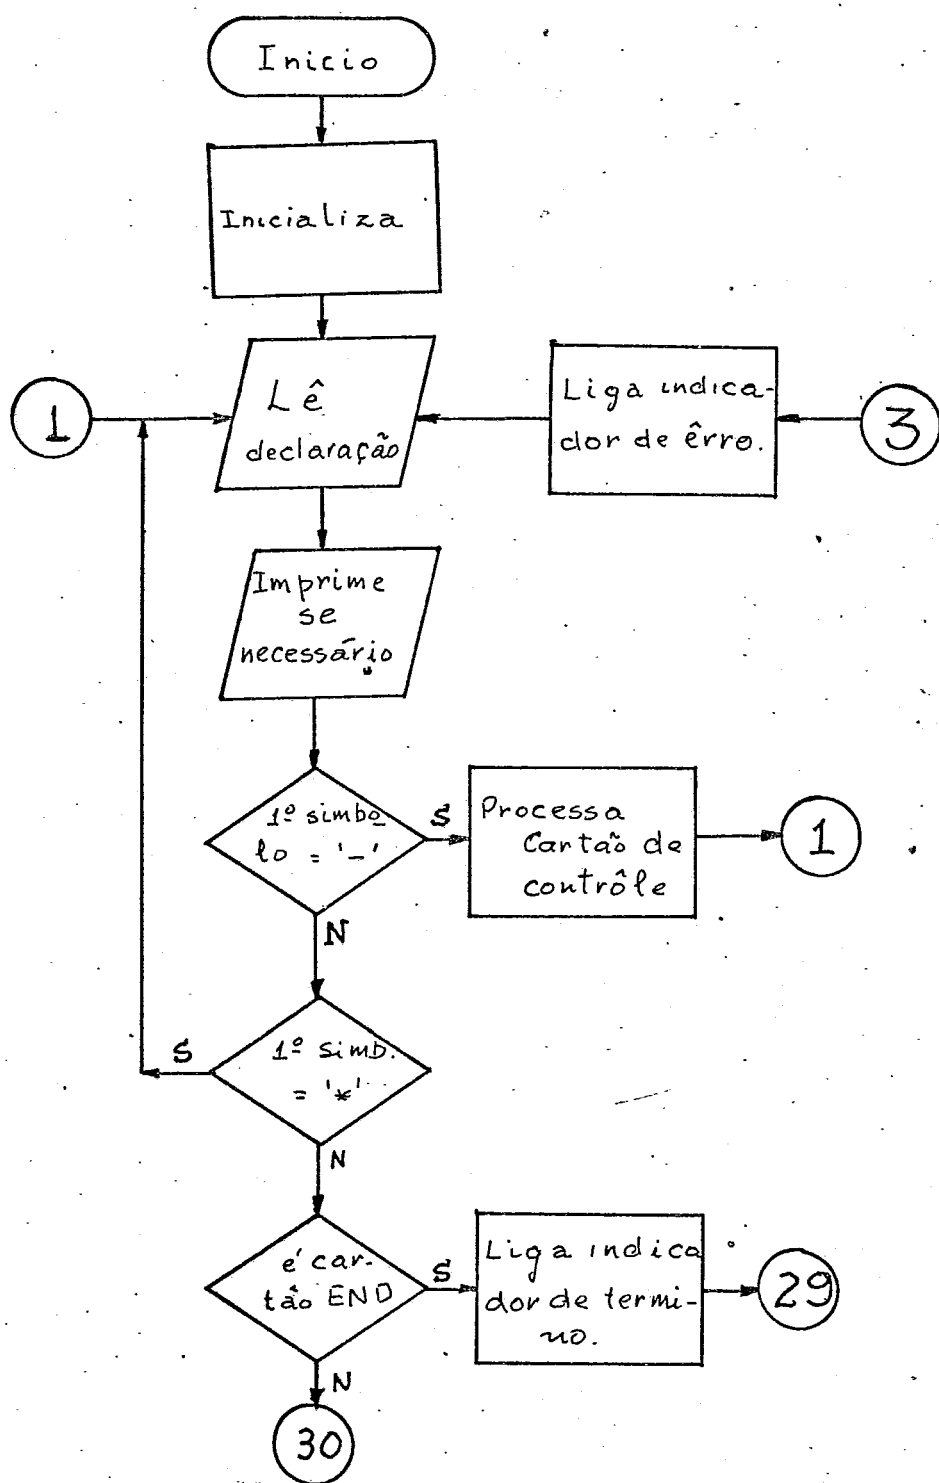 Inicio
Inicializa
1
Lê
declaração
Liga indica-
dor de êrro.
3
Imprime
se
necessário
1º simbo
lo = '-'
S
Processa
Cartão de
contrôle
1
N
1º simb.
= '*'
S
N
é car-
tão END
S
Liga indica
dor de termi-
no.
29
N
30